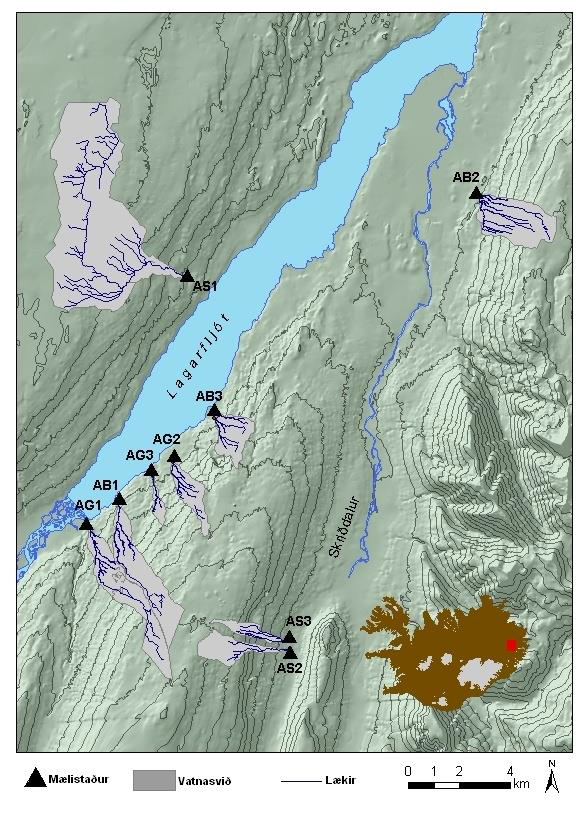 AB2
AS1
Lagarfljót
AB3
AG2
AG3
AB1
AG1
Skriðdalur
AS3
AS2
Mælistaður
Vatnasvið
Lækir
0 1 2 4
km
N